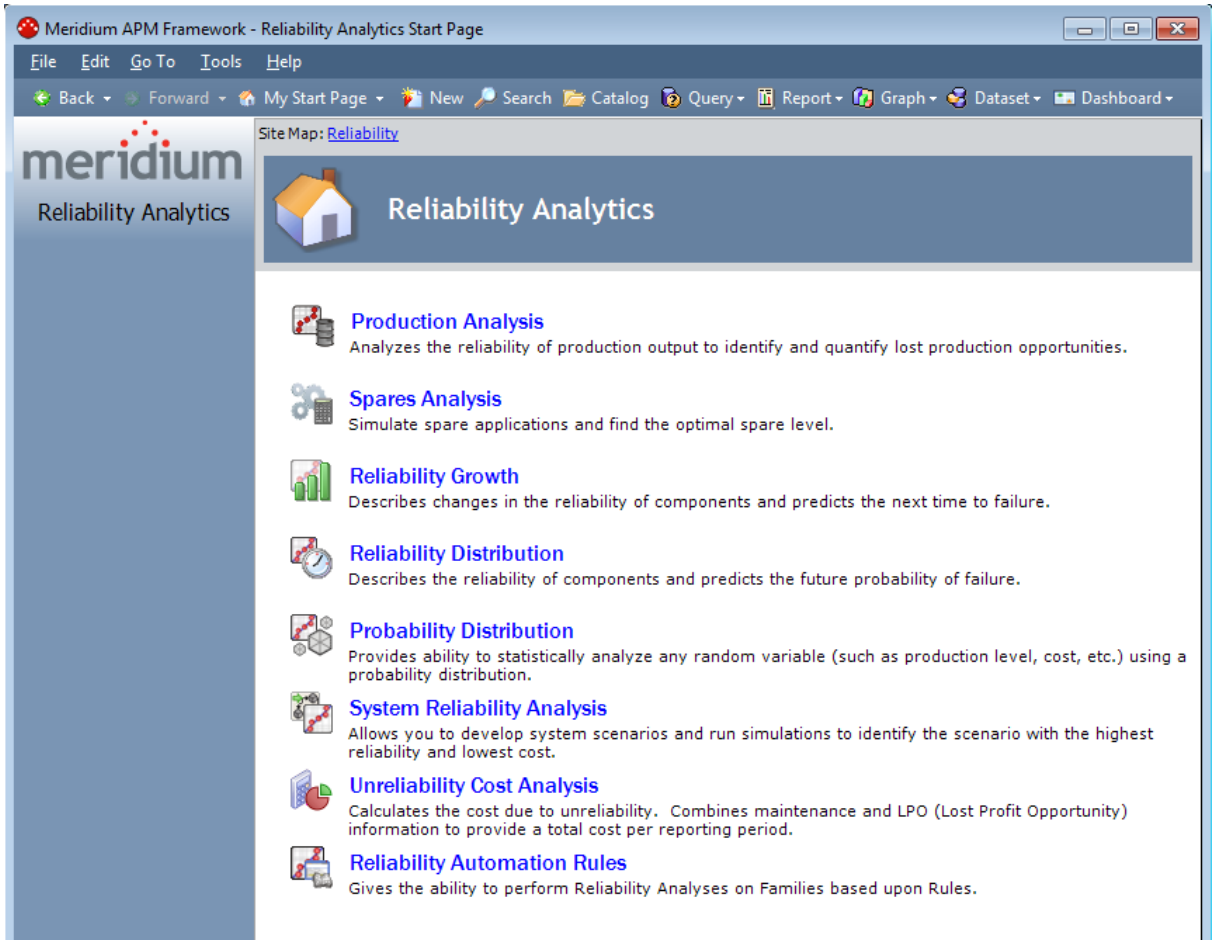 Meridium APM Framework - Reliability Analytics Start Page
File Edit Go To Tools Help
Back Forward My Start Page New Search Catalog Query Report Graph Dataset Dashboard
meridium
Reliability Analytics
Site Map: Reliability
Reliability Analytics
Production Analysis
Analyzes the reliability of production output to identify and quantify lost production opportunities.
Spares Analysis
Simulate spare applications and find the optimal spare level.
Reliability Growth
Describes changes in the reliability of components and predicts the next time to failure.
Reliability Distribution
Describes the reliability of components and predicts the future probability of failure.
Probability Distribution
Provides ability to statistically analyze any random variable (such as production level, cost, etc.) using a
probability distribution.
System Reliability Analysis
Allows you to develop system scenarios and run simulations to identify the scenario with the highest
reliability and lowest cost.
Unreliability Cost Analysis
Calculates the cost due to unreliability.  Combines maintenance and LPO (Lost Profit Opportunity)
information to provide a total cost per reporting period.
Reliability Automation Rules
Gives the ability to perform Reliability Analyses on Families based upon Rules.